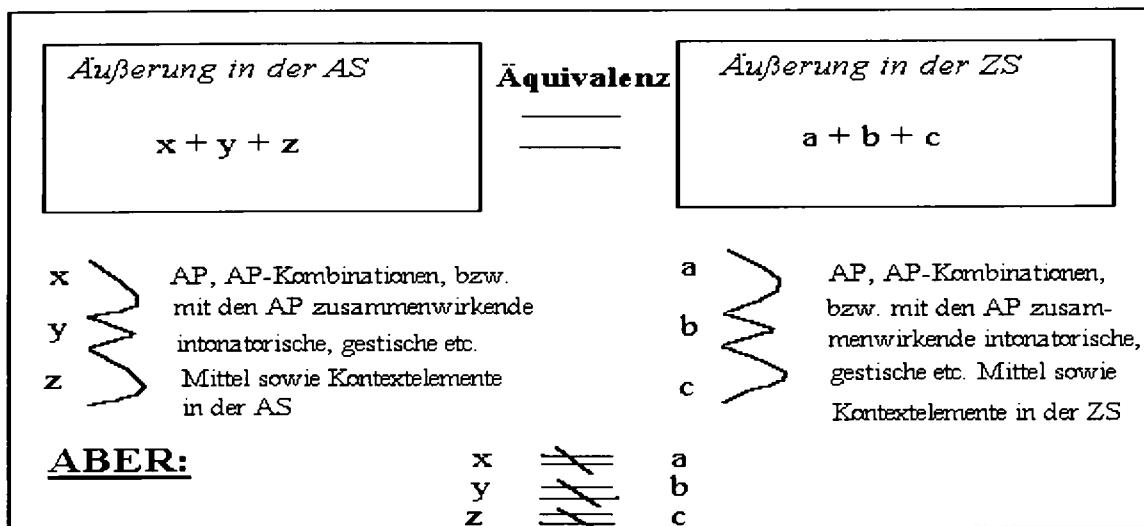 Äußerung in der AS
x + y + z
Äquivalenz
Äußerung in der ZS
a + b + c
x
y
z
AP, AP-Kombinationen, bzw.
mit den AP zusammenwirkende
intonatorische, gestische etc.
Mittel sowie Kontextelemente
in der AS
a
b
c
AP, AP-Kombinationen,
bzw. mit den AP zusam-
menwirkende intonatorische,
gestische etc. Mittel sowie
Kontextelemente in der ZS
ABER:
x ≠ a
y ≠ b
z ≠ c